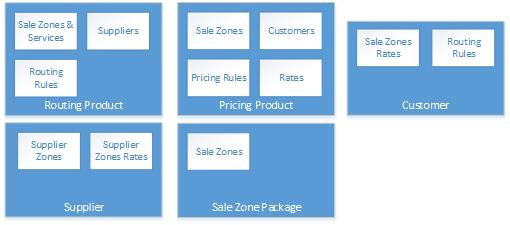 Sale Zones &
Services
Suppliers
Routing
Rules
Routing Product
Sale Zones
Customers
Pricing Rules
Rates
Pricing Product
Sale Zones
Rates
Routing
Rules
Customer
Supplier
Zones
Supplier
Zones Rates
Supplier
Sale Zones
Sale Zone Package